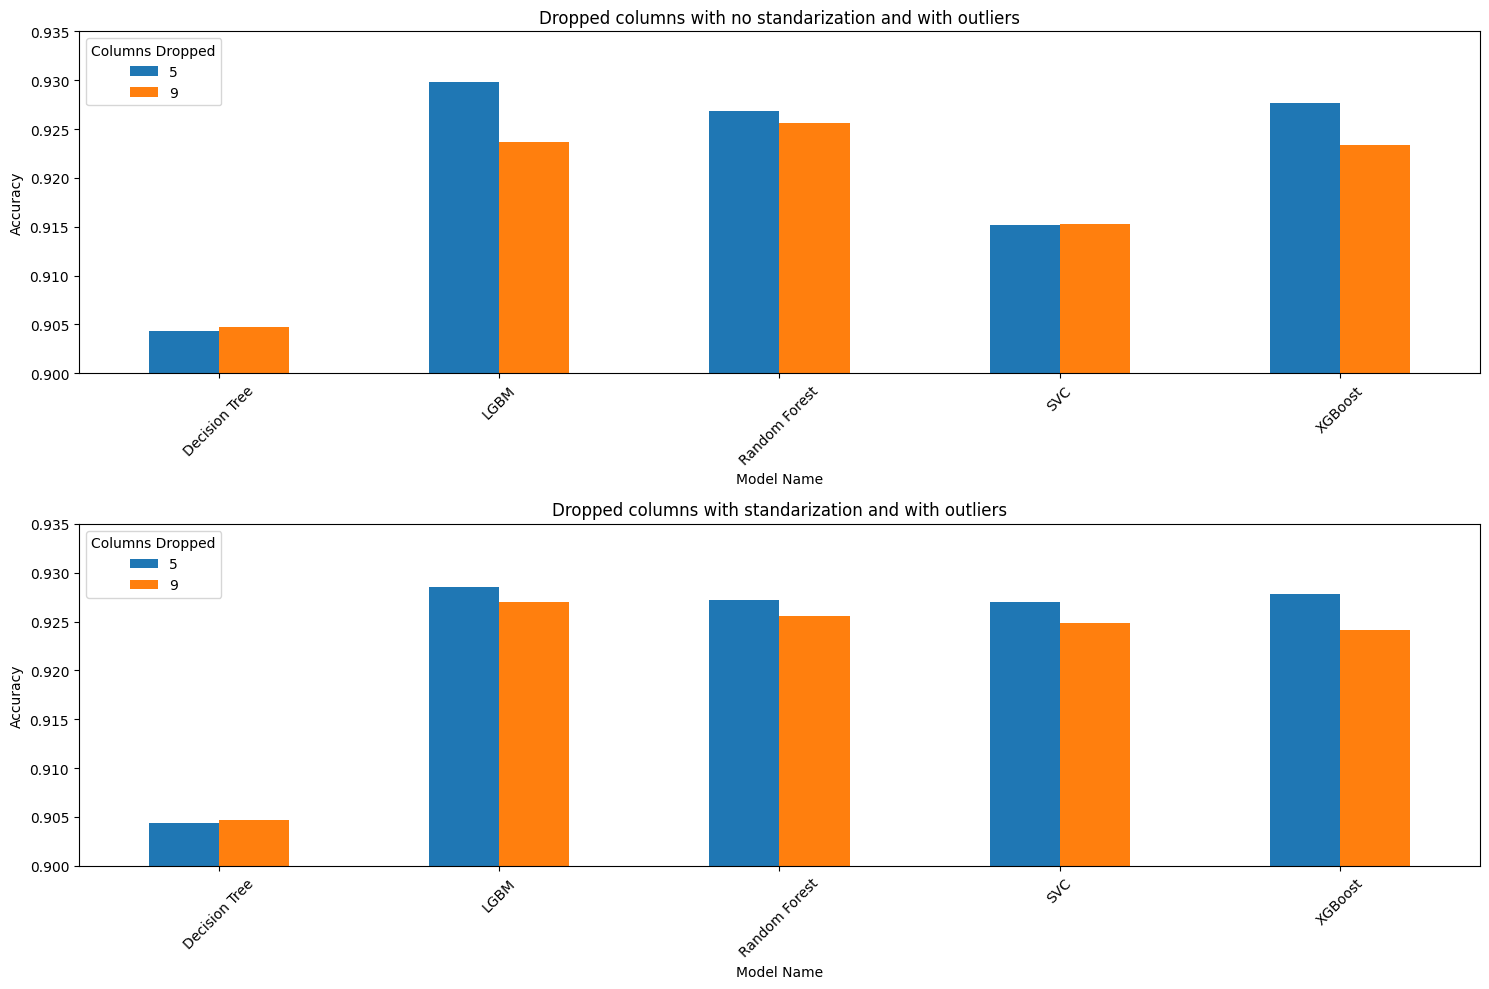 Dropped columns with no standarization and with outliers
0.935
0.930
0.925
0.920
0.915
0.910
0.905
0.900
Accuracy
Columns Dropped
5
9
Decision Tree
LGBM
Random Forest
SVC
XGBoost
Model Name
Dropped columns with standarization and with outliers
0.935
0.930
0.925
0.920
0.915
0.910
0.905
0.900
Accuracy
Columns Dropped
5
9
Decision Tree
LGBM
Random Forest
SVC
XGBoost
Model Name